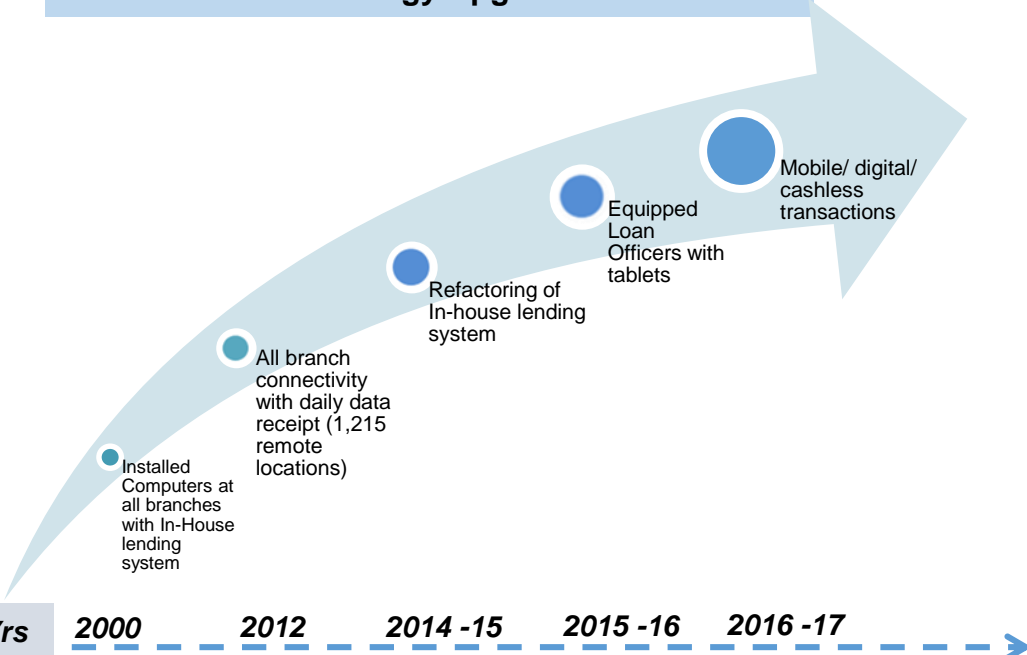 Mobile/ digital/
cashless
transactions
Equipped
Loan
Officers with
tablets
Refactoring of
In-house lending
system
All branch
connectivity
with daily data
receipt (1,215
remote
locations)
Installed
Computers at
all branches
with In-House
lending
system
2000 2012 2014 -15 2015 -16 2016 -17